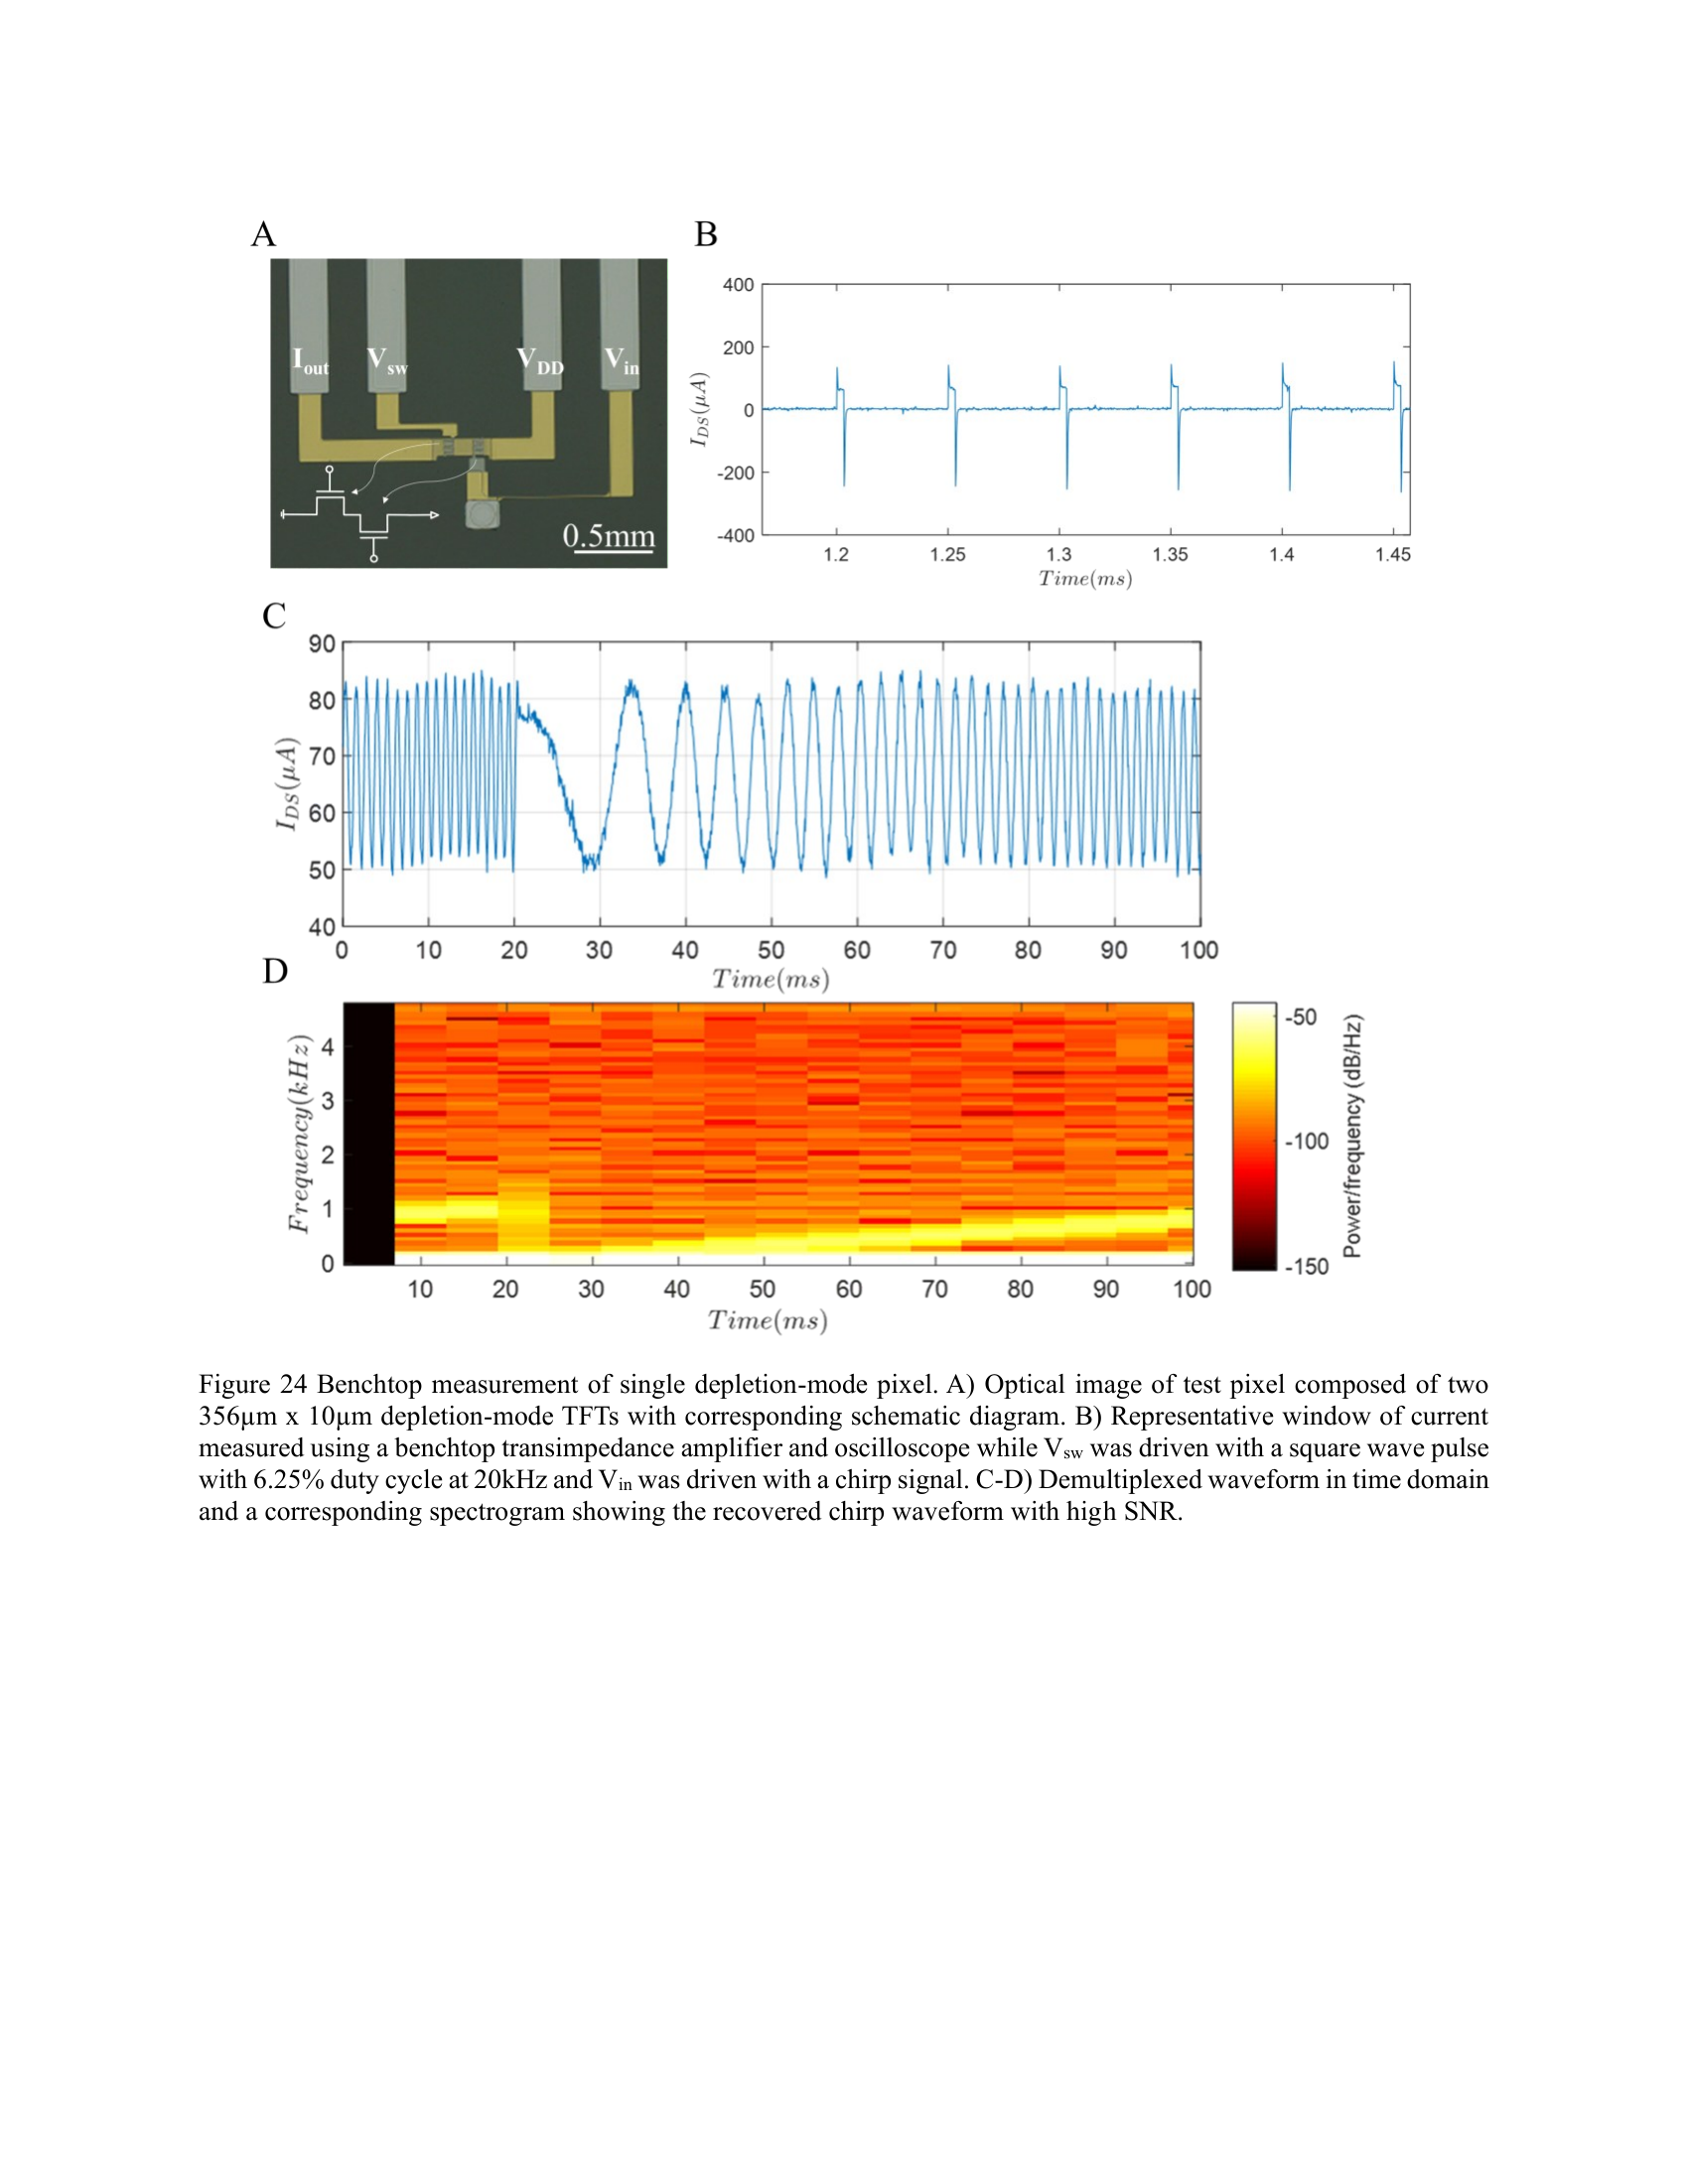 A
B
I_out V_sw V_DD V_in
0.5mm
400
200
0
-200
-400
I_DS(μA)
1.2 1.25 1.3 1.35 1.4 1.45
Time(ms)
C
90
80
70
60
50
40
I_DS(μA)
0 10 20 30 40 50 60 70 80 90 100
Time(ms)
D
4
3
2
1
0
Frequency(kHz)
10 20 30 40 50 60 70 80 90 100
Time(ms)
-50
-100
-150
Power/frequency (dB/Hz)
Figure 24 Benchtop measurement of single depletion-mode pixel. A) Optical image of test pixel composed of two
356μm x 10μm depletion-mode TFTs with corresponding schematic diagram. B) Representative window of current
measured using a benchtop transimpedance amplifier and oscilloscope while V_sw was driven with a square wave pulse
with 6.25% duty cycle at 20kHz and V_in was driven with a chirp signal. C-D) Demultiplexed waveform in time domain
and a corresponding spectrogram showing the recovered chirp waveform with high SNR.